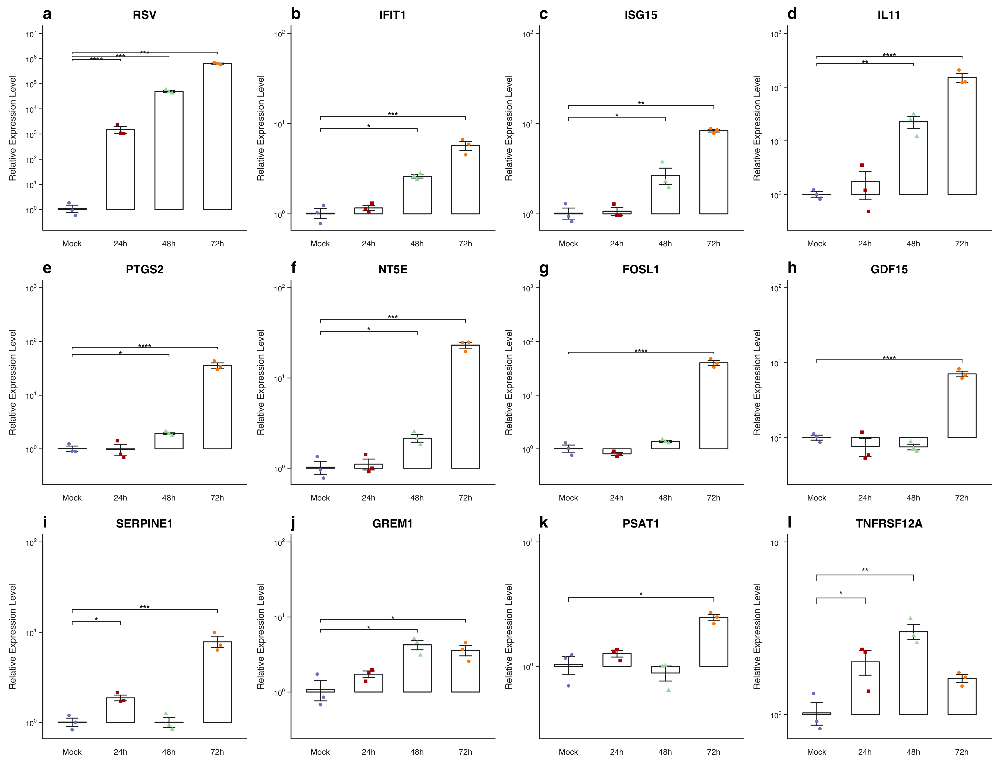 a RSV
10^7
10^6
10^5
10^4
10^3
10^2
10^1
10^0
Relative Expression Level
***
***
****
Mock 24h 48h 72h
b IFIT1
10^2
10^1
10^0
Relative Expression Level
***
*
Mock 24h 48h 72h
c ISG15
10^2
10^1
10^0
Relative Expression Level
**
*
Mock 24h 48h 72h
d IL11
10^3
10^2
10^1
10^0
Relative Expression Level
****
**
Mock 24h 48h 72h
e PTGS2
10^3
10^2
10^1
10^0
Relative Expression Level
****
*
Mock 24h 48h 72h
f NT5E
10^2
10^1
10^0
Relative Expression Level
***
*
Mock 24h 48h 72h
g FOSL1
10^3
10^2
10^1
10^0
Relative Expression Level
****
Mock 24h 48h 72h
h GDF15
10^2
10^1
10^0
Relative Expression Level
****
Mock 24h 48h 72h
i SERPINE1
10^2
10^1
10^0
Relative Expression Level
***
*
Mock 24h 48h 72h
j GREM1
10^2
10^1
10^0
Relative Expression Level
*
*
Mock 24h 48h 72h
k PSAT1
10^1
10^0
Relative Expression Level
*
Mock 24h 48h 72h
l TNFRSF12A
10^1
10^0
Relative Expression Level
**
*
Mock 24h 48h 72h